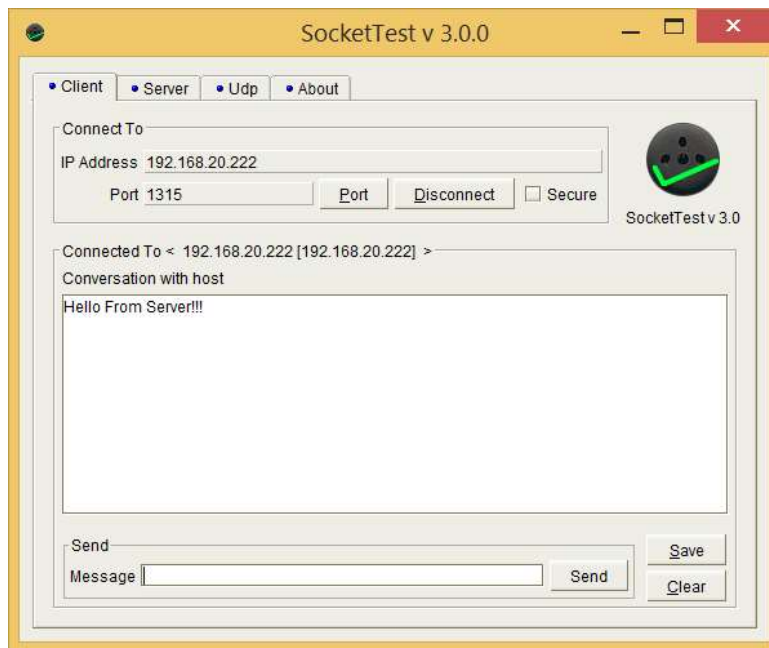 SocketTest v 3.0.0
Client Server Udp About
Connect To
IP Address 192.168.20.222
Port 1315 Port Disconnect Secure
SocketTest v 3.0
Connected To < 192.168.20.222 [192.168.20.222] >
Conversation with host
Hello From Server!!!
Send
Message Send
Save
Clear